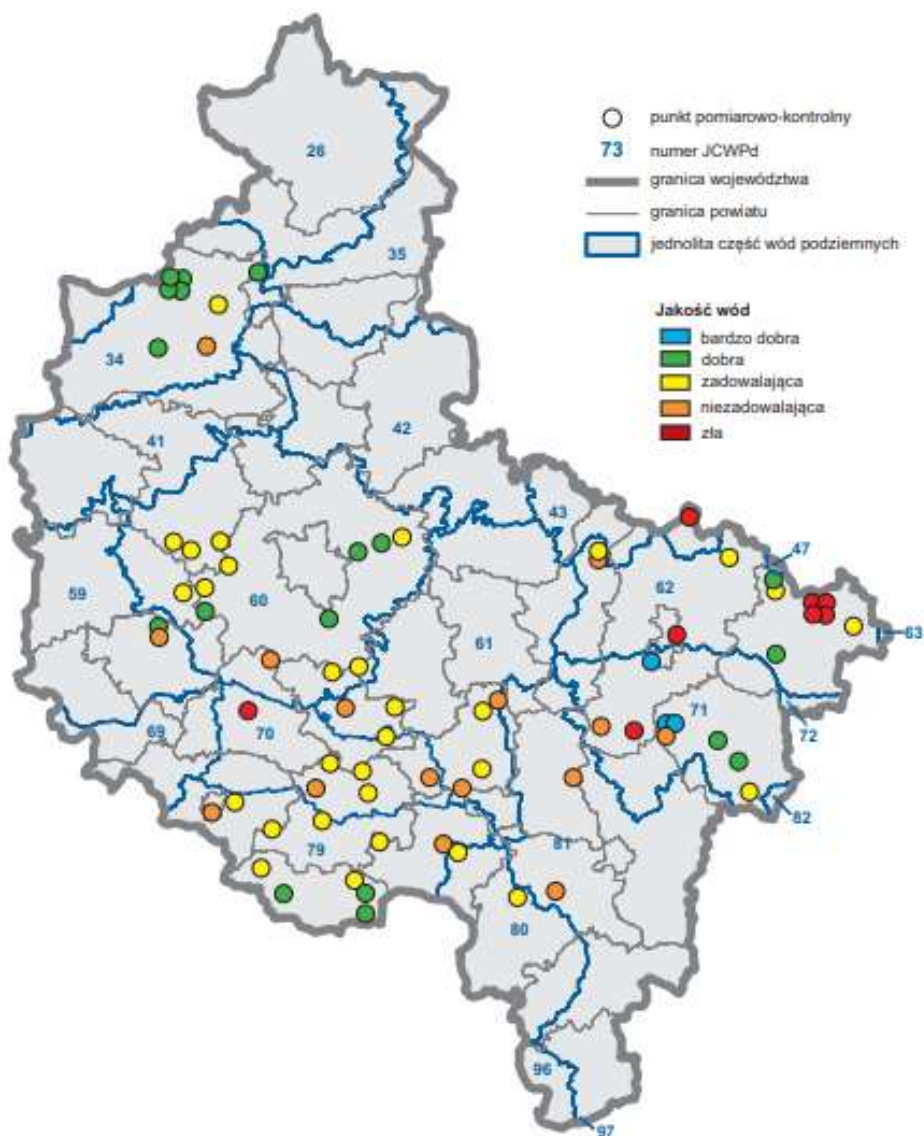 punkt pomiarowo-kontrolny
73 numer JCWPd
granica województwa
granica powiatu
jednolita część wód podziemnych
Jakość wód
bardzo dobra
dobra
zadowalająca
niezadowalająca
zła
26
35
34
41
42
43
47
62
59
60
63
61
71
69
70
72
82
79
81
80
96
97